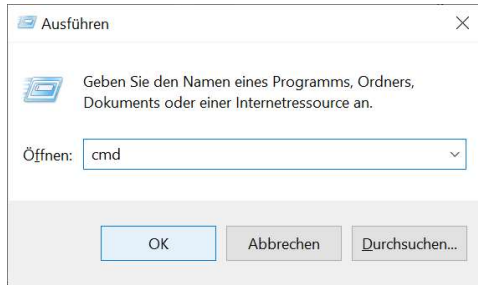 Ausführen
Geben Sie den Namen eines Programms, Ordners,
Dokuments oder einer Internetressource an.
Öffnen: cmd
OK Abbrechen Durchsuchen...